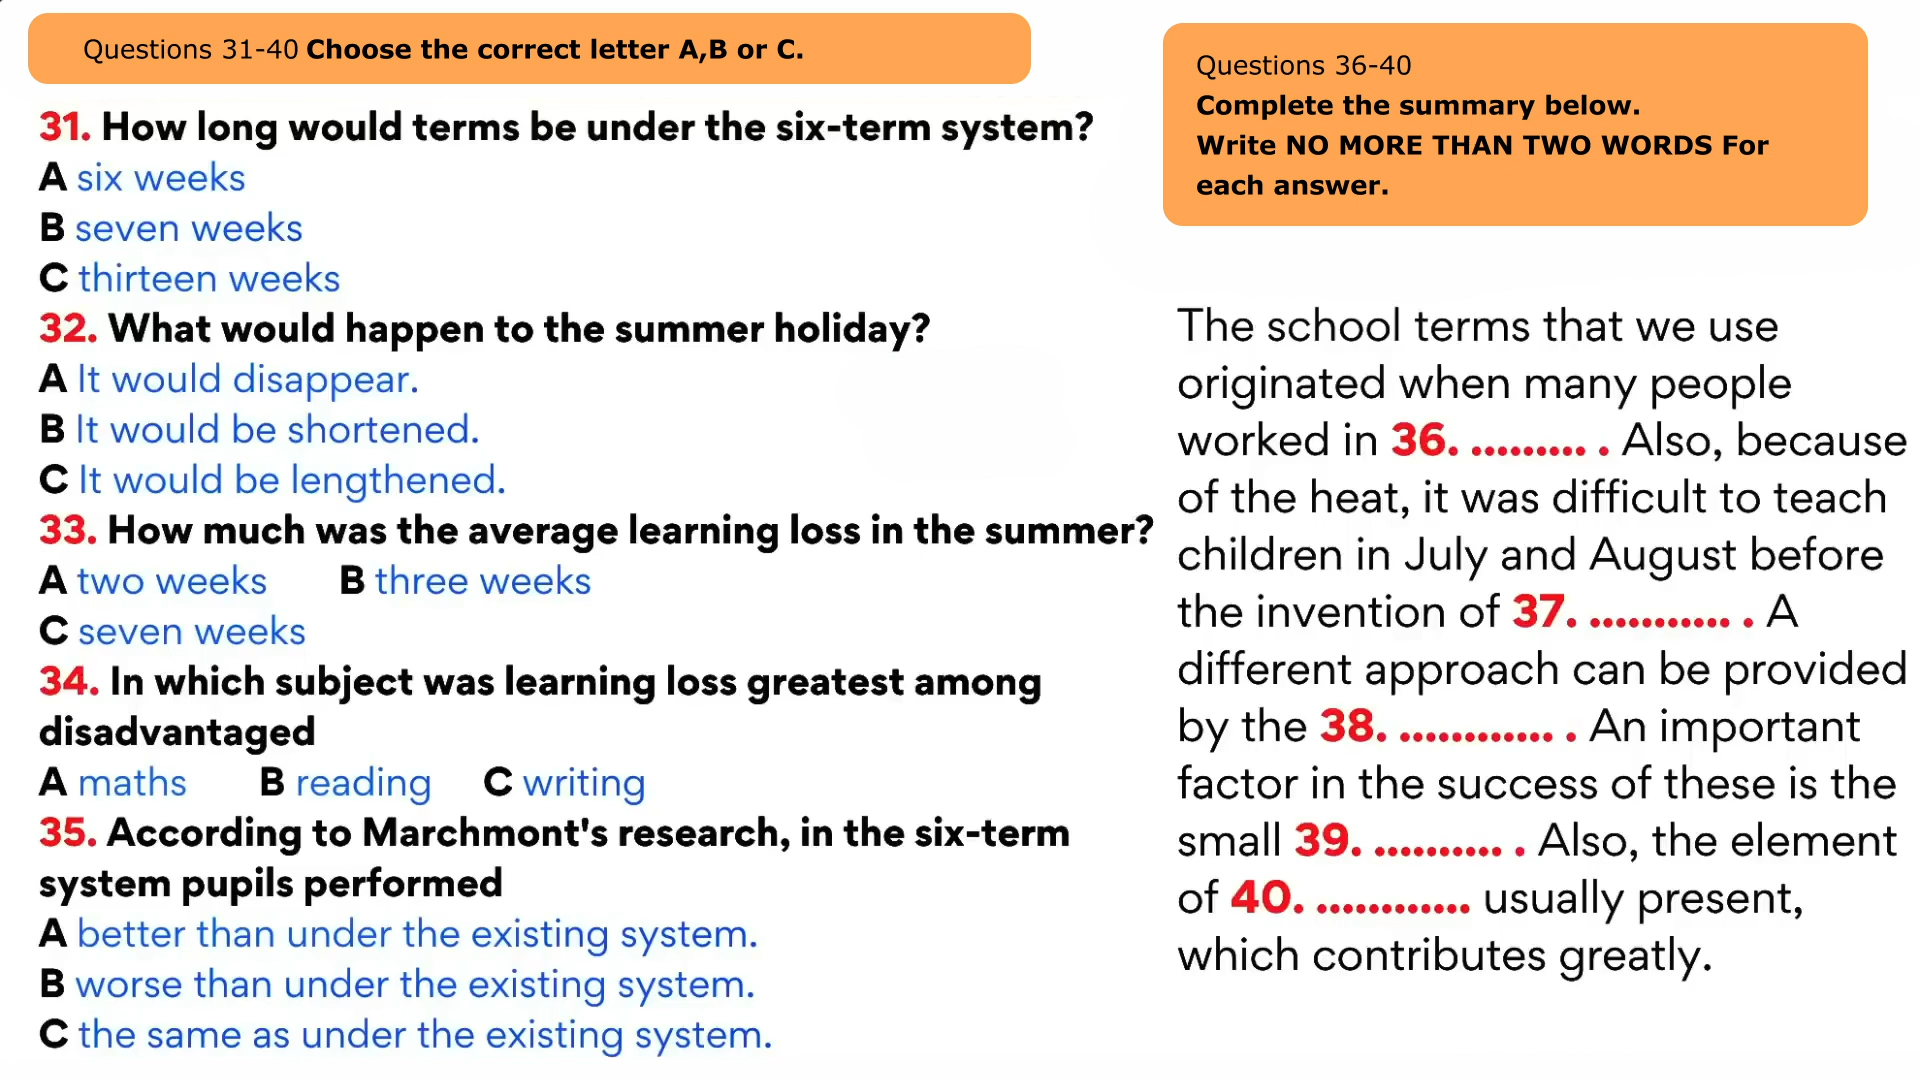 Questions 31-40 Choose the correct letter A,B or C.
31. How long would terms be under the six-term system?
A six weeks
B seven weeks
C thirteen weeks
32. What would happen to the summer holiday?
A It would disappear.
B It would be shortened.
C It would be lengthened.
33. How much was the average learning loss in the summer?
A two weeks B three weeks
C seven weeks
34. In which subject was learning loss greatest among
disadvantaged
A maths B reading C writing
35. According to Marchmont's research, in the six-term
system pupils performed
A better than under the existing system.
B worse than under the existing system.
C the same as under the existing system.
Questions 36-40
Complete the summary below.
Write NO MORE THAN TWO WORDS For
each answer.
The school terms that we use
originated when many people
worked in 36. ......... . Also, because
of the heat, it was difficult to teach
children in July and August before
the invention of 37. ........... . A
different approach can be provided
by the 38. ............ . An important
factor in the success of these is the
small 39. .......... . Also, the element
of 40. ............ usually present,
which contributes greatly.